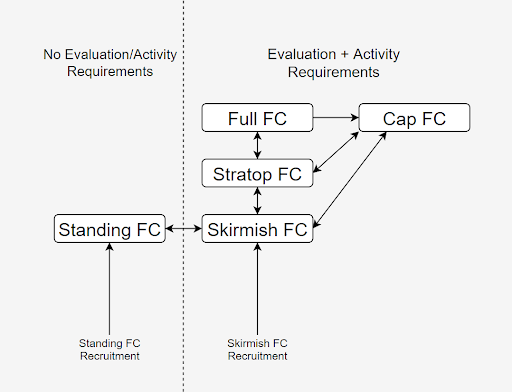 No Evaluation/Activity
Requirements
Evaluation + Activity
Requirements
Full FC
Cap FC
Stratop FC
Standing FC
Skirmish FC
Standing FC
Recruitment
Skirmish FC
Recruitment